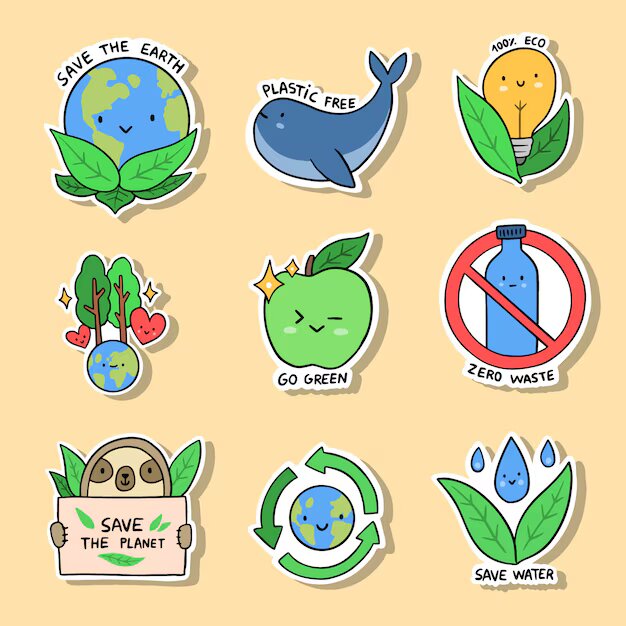 SAVE THE EARTH
PLASTIC FREE
100% ECO
GO GREEN
ZERO WASTE
SAVE
THE PLANET
SAVE WATER